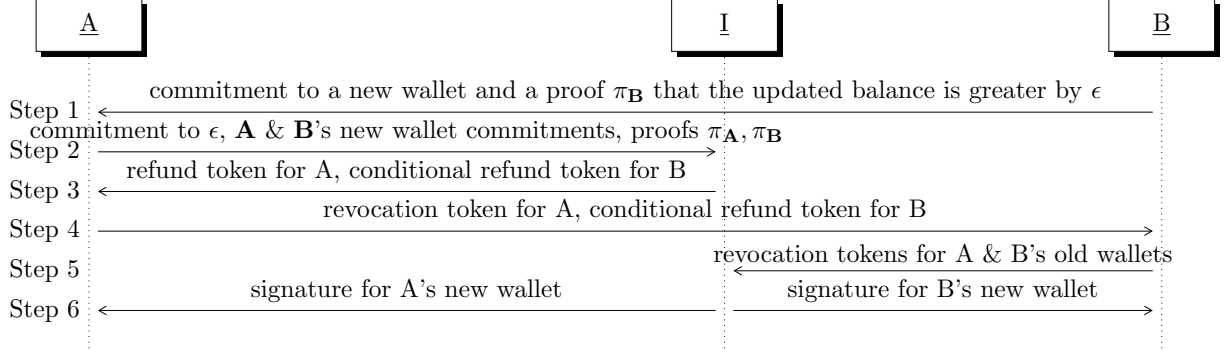 A I B
commitment to a new wallet and a proof π_B that the updated balance is greater by ϵ
Step 1
commitment to ϵ, A & B's new wallet commitments, proofs π_A, π_B
Step 2
refund token for A, conditional refund token for B
Step 3
revocation token for A, conditional refund token for B
Step 4
revocation tokens for A & B's old wallets
Step 5
signature for A's new wallet signature for B's new wallet
Step 6